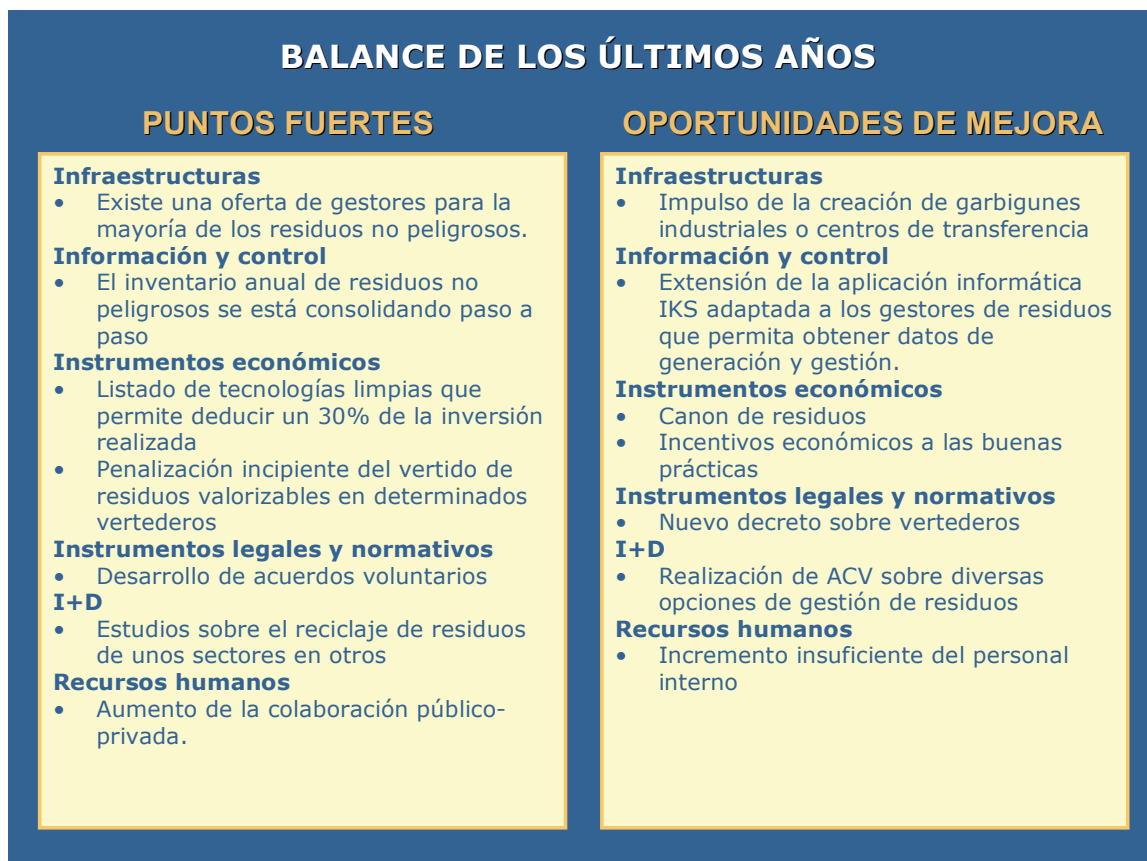 BALANCE DE LOS ÚLTIMOS AÑOS
PUNTOS FUERTES
Infraestructuras
• Existe una oferta de gestores para la
mayoría de los residuos no peligrosos.
Información y control
• El inventario anual de residuos no
peligrosos se está consolidando paso a
paso
Instrumentos económicos
• Listado de tecnologías limpias que
permite deducir un 30% de la inversión
realizada
• Penalización incipiente del vertido de
residuos valorizables en determinados
vertederos
Instrumentos legales y normativos
• Desarrollo de acuerdos voluntarios
I+D
• Estudios sobre el reciclaje de residuos
de unos sectores en otros
Recursos humanos
• Aumento de la colaboración público-
privada.
OPORTUNIDADES DE MEJORA
Infraestructuras
• Impulso de la creación de garbigunes
industriales o centros de transferencia
Información y control
• Extensión de la aplicación informática
IKS adaptada a los gestores de residuos
que permita obtener datos de
generación y gestión.
Instrumentos económicos
• Canon de residuos
• Incentivos económicos a las buenas
prácticas
Instrumentos legales y normativos
• Nuevo decreto sobre vertederos
I+D
• Realización de ACV sobre diversas
opciones de gestión de residuos
Recursos humanos
• Incremento insuficiente del personal
interno